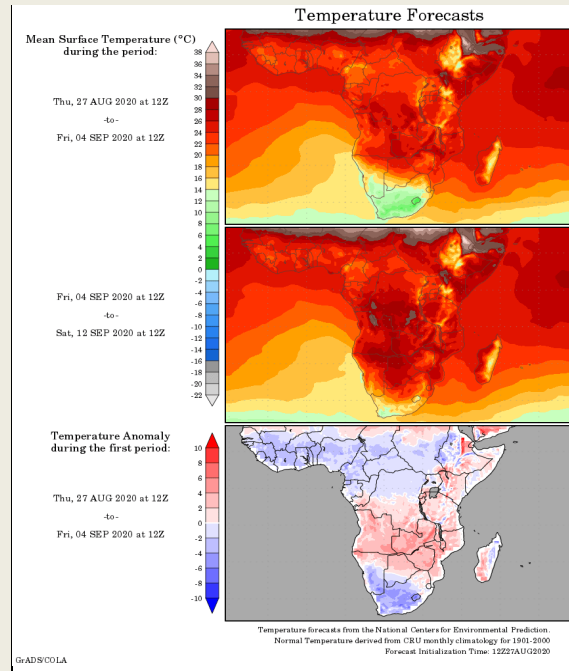 Temperature Forecasts
Mean Surface Temperature (°C)
during the period:
Thu, 27 AUG 2020 at 12Z
-to-
Fri, 04 SEP 2020 at 12Z
38
36
34
32
30
28
26
24
22
20
18
16
14
12
10
8
6
4
2
0
-2
-4
-6
-8
-10
-12
-14
-16
-18
-20
-22
Fri, 04 SEP 2020 at 12Z
-to-
Sat, 12 SEP 2020 at 12Z
Temperature Anomaly
during the first period:
Thu, 27 AUG 2020 at 12Z
-to-
Fri, 04 SEP 2020 at 12Z
10
8
6
4
2
0
-2
-4
-6
-8
-10
Temperature forecasts from the National Centers for Environmental Prediction.
Normal Temperature derived from CRU monthly climatology for 1901-2000
Forecast Initialization Time: 12Z27AUG2020
GrADS/COLA